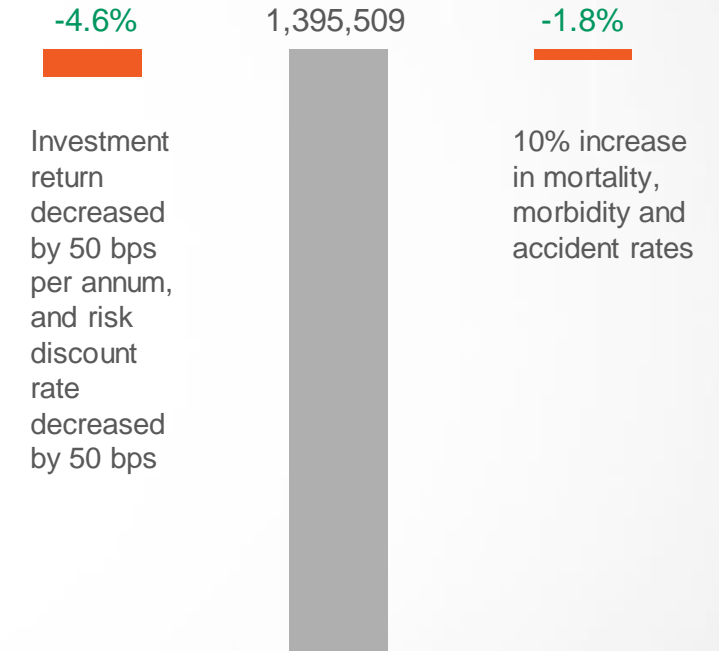 -4.6%
1,395,509
-1.8%
Investment
return
decreased
by 50 bps
per annum,
and risk
discount
rate
decreased
by 50 bps
10% increase
in mortality,
morbidity and
accident rates